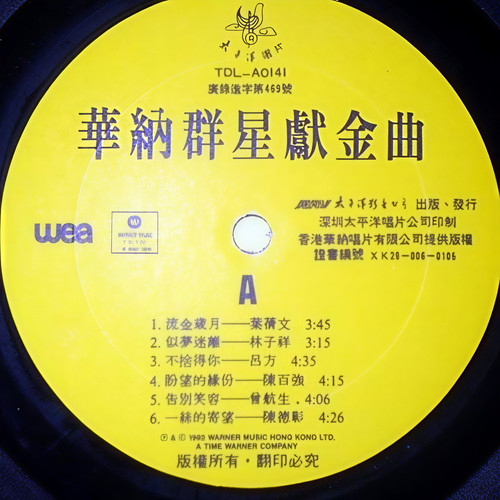 太平洋唱片
TDL-A0141
廣錄進字第469號
華納群星獻金曲
太平洋影音公司 出版、發行
深圳太平洋唱片公司印制
香港華納唱片有限公司提供版權
證書編號 XK20-006-0105
wea
A
1. 流金歲月——葉蒨文 3:45
2. 似夢迷離——林子祥 3:15
3. 不捨得你——呂方 4:35
4. 盼望的緣份——陳百強 4:15
5. 告別笑容——曾航生 4:06
6. 一絲的寄望——陳德彰 4:26
Ⓟ & © 1992 WARNER MUSIC HONG KONG LTD.
A TIME WARNER COMPANY
版權所有·翻印必究